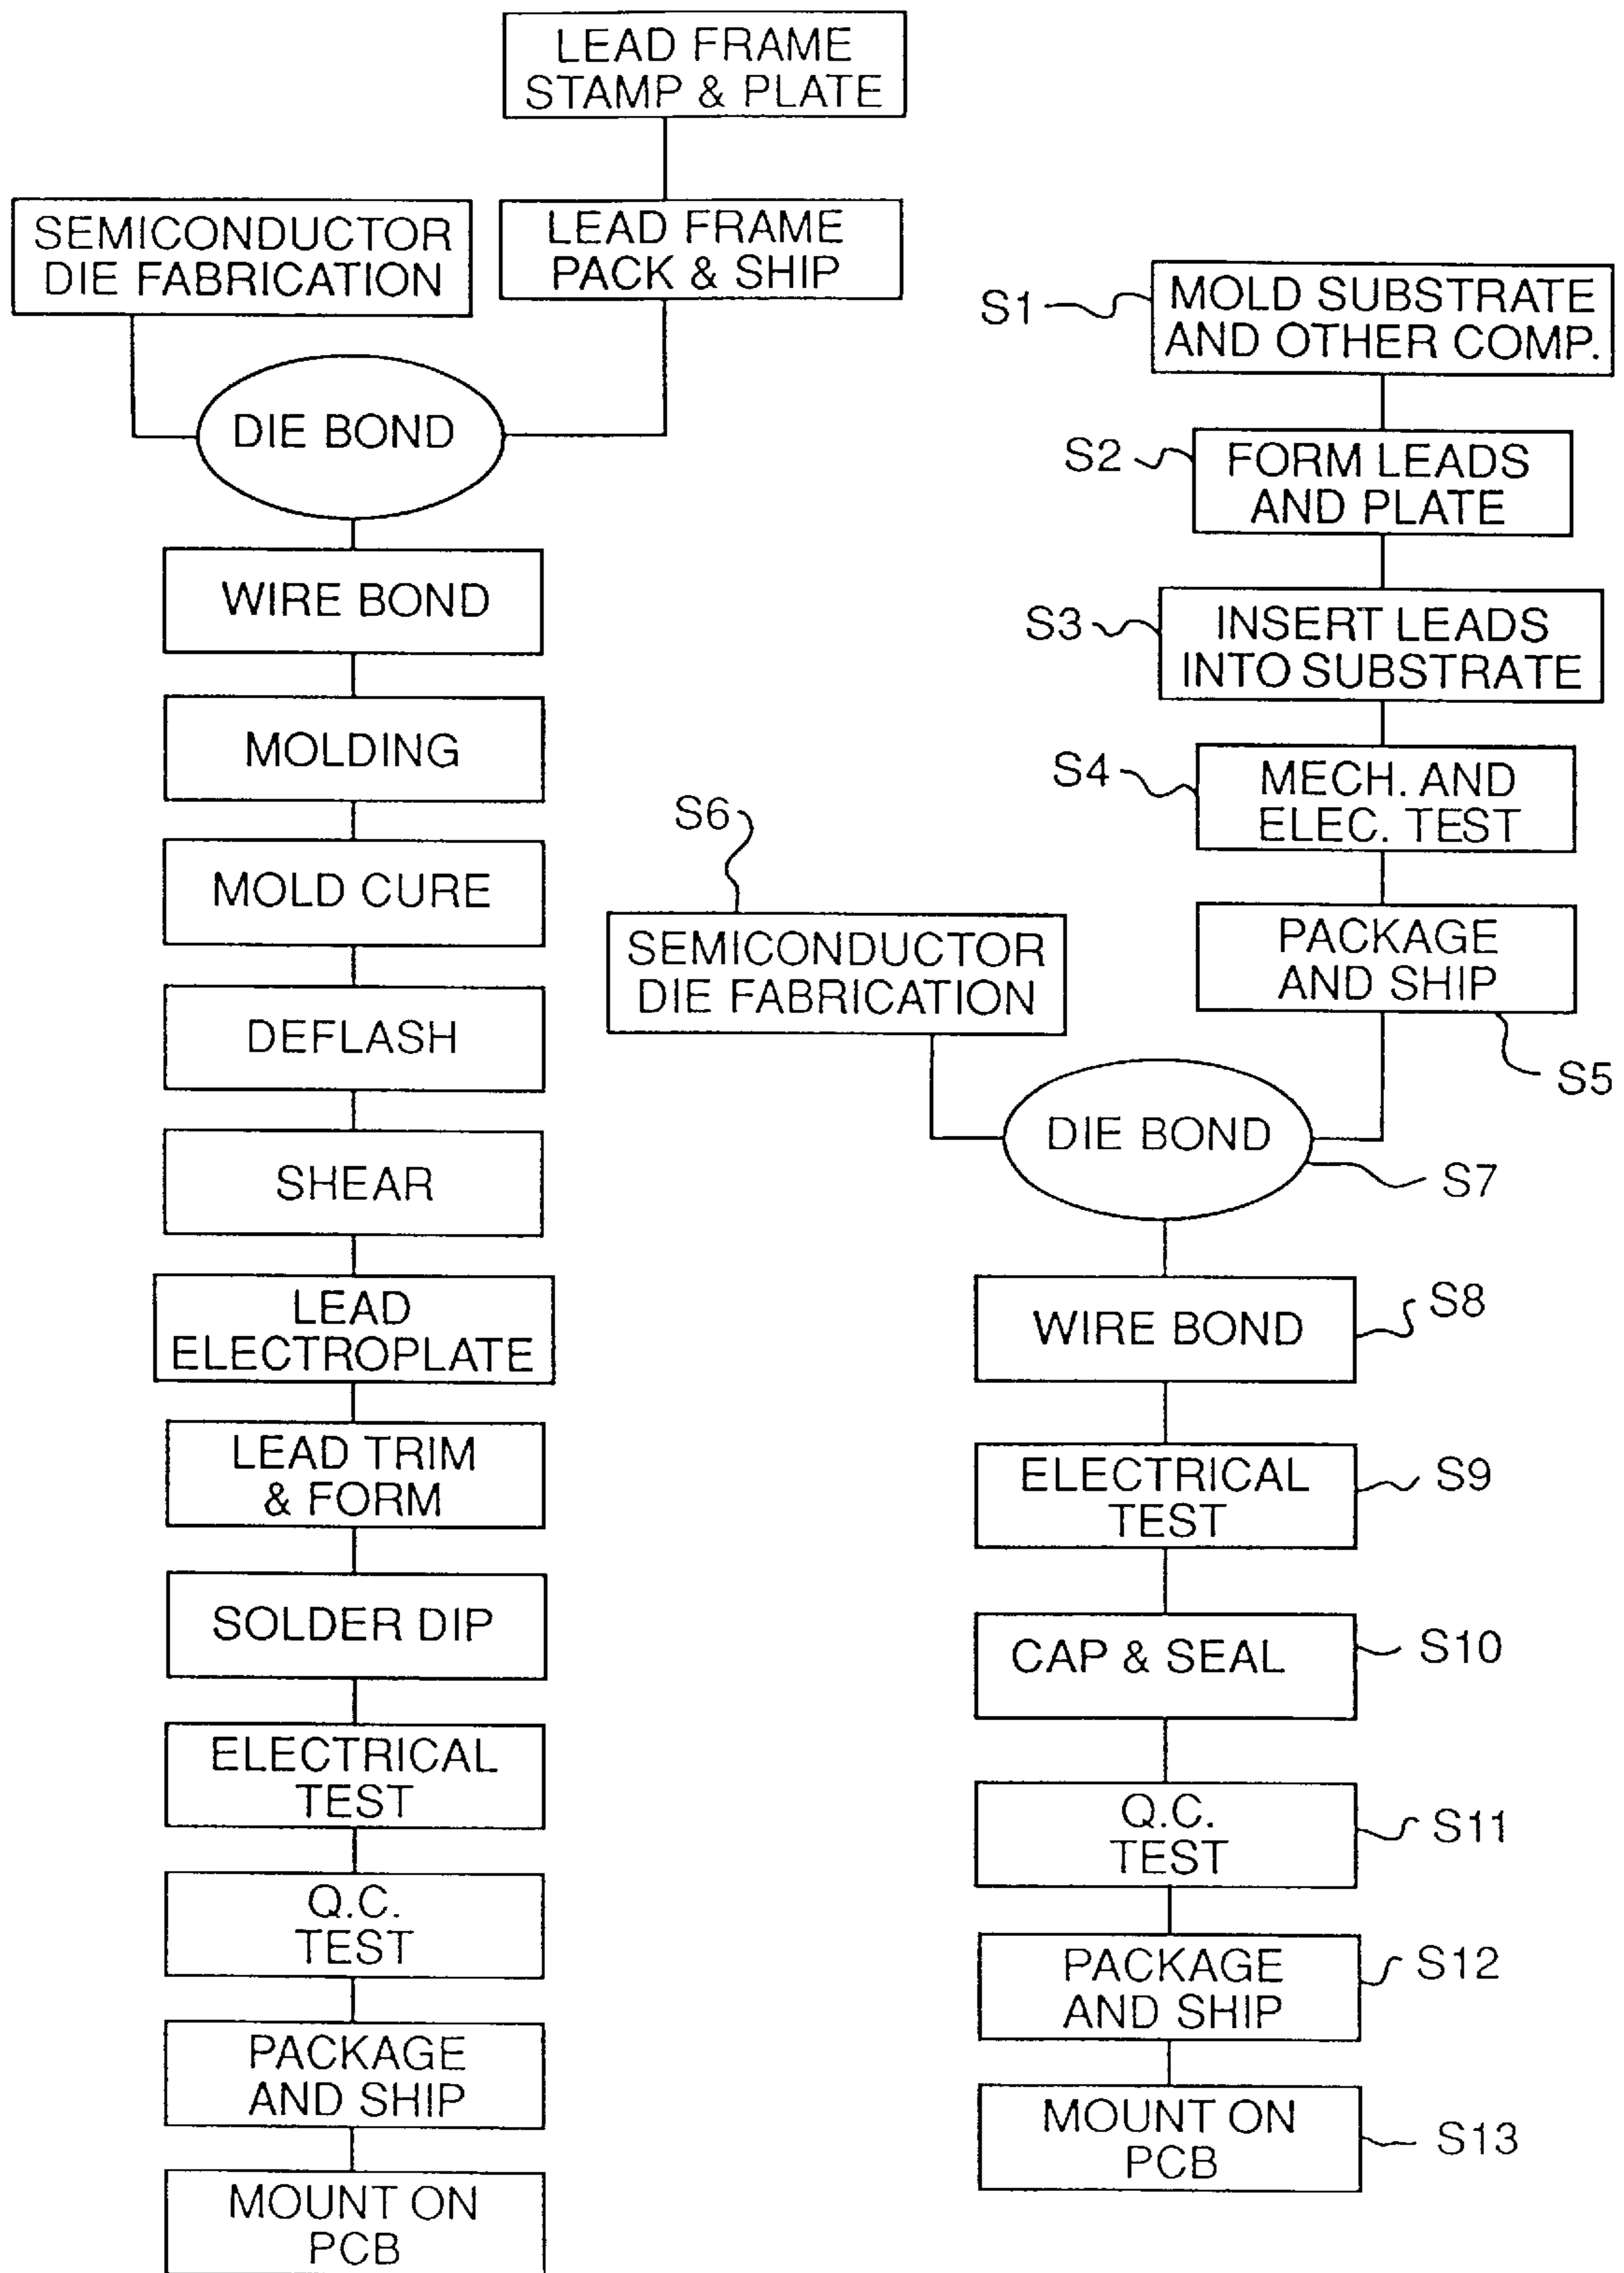 LEAD FRAME
STAMP & PLATE
SEMICONDUCTOR
DIE FABRICATION
LEAD FRAME
PACK & SHIP
DIE BOND
WIRE BOND
MOLDING
MOLD CURE
DEFLASH
SHEAR
LEAD
ELECTROPLATE
LEAD TRIM
& FORM
SOLDER DIP
ELECTRICAL
TEST
Q.C.
TEST
PACKAGE
AND SHIP
MOUNT ON
PCB
S1
MOLD SUBSTRATE
AND OTHER COMP.
S2
FORM LEADS
AND PLATE
S3
INSERT LEADS
INTO SUBSTRATE
S4
MECH. AND
ELEC. TEST
PACKAGE
AND SHIP
S5
S6
SEMICONDUCTOR
DIE FABRICATION
DIE BOND
S7
WIRE BOND
S8
ELECTRICAL
TEST
S9
CAP & SEAL
S10
Q.C.
TEST
S11
PACKAGE
AND SHIP
S12
MOUNT ON
PCB
S13